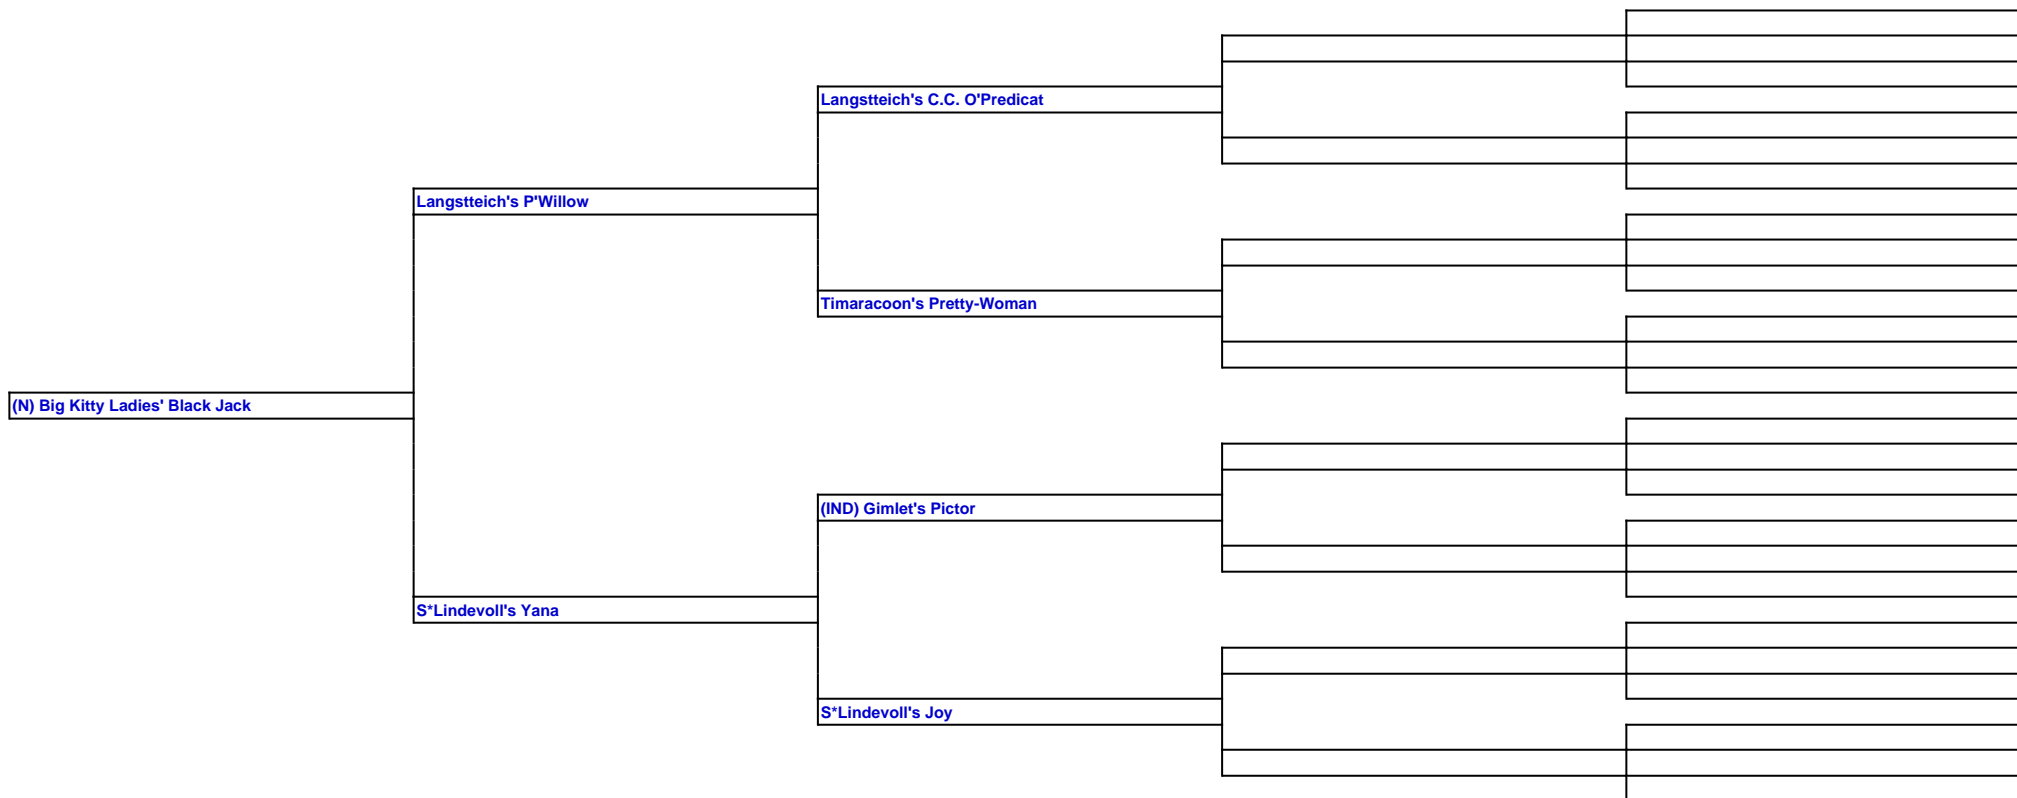 Langstteich's C.C. O'Predicat
Langstteich's P'Willow
Timaracoon's Pretty-Woman
(N) Big Kitty Ladies' Black Jack
(IND) Gimlet's Pictor
S*Lindevoll's Yana
S*Lindevoll's Joy